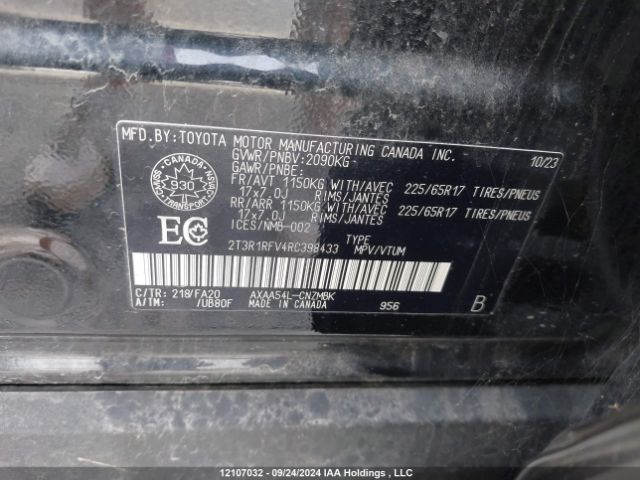 MFD. BY: TOYOTA MOTOR MANUFACTURING CANADA INC.
GVWR/PNBV: 2090KG 10/23
GAWR/PNBE:
FR/AVT 1150KG WITH/AVEC 225/65R17 TIRES/PNEUS
17x7.0J RIMS/JANTES
RR/ARR 1150KG WITH/AVEC 225/65R17 TIRES/PNEUS
17x7.0J RIMS/JANTES
ICES/NMB-002
CANADA
930
TRANSPORT
EC
TYPE
2T3R1RFV4RC398433 MPV/VTUM
C/TR: 218/FA20 AXAA54L-CNZMBK
A/TM: /UB80F MADE IN CANADA 956 B
12107032 - 09/24/2024 IAA Holdings, LLC